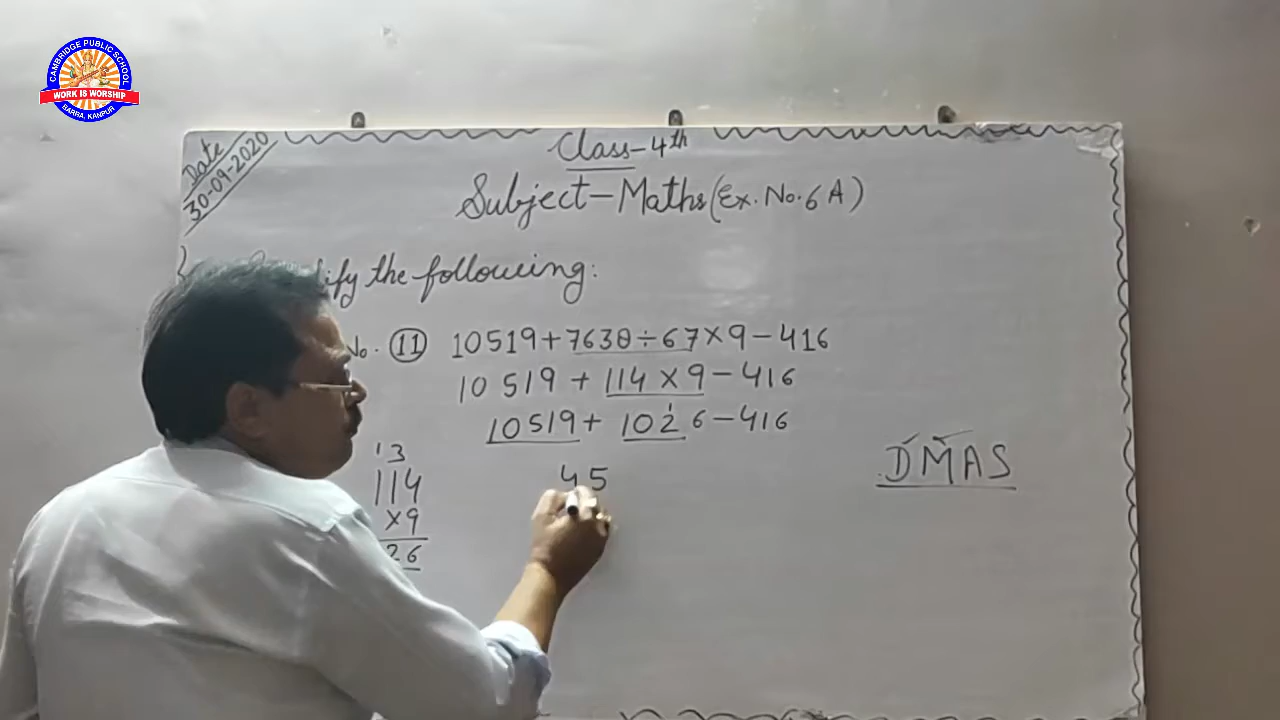 CAMBRIDGE PUBLIC SCHOOL
WORK IS WORSHIP
BARRA, KANPUR
Date
30-09-2020
Class-4th
Subject-Maths (Ex. No. 6 A)
the following:
No. 11 10519+7638÷67×9-416
10519 + 114 × 9 - 416
10519 + 1026 - 416
45
DMAS
13
114
×9
26